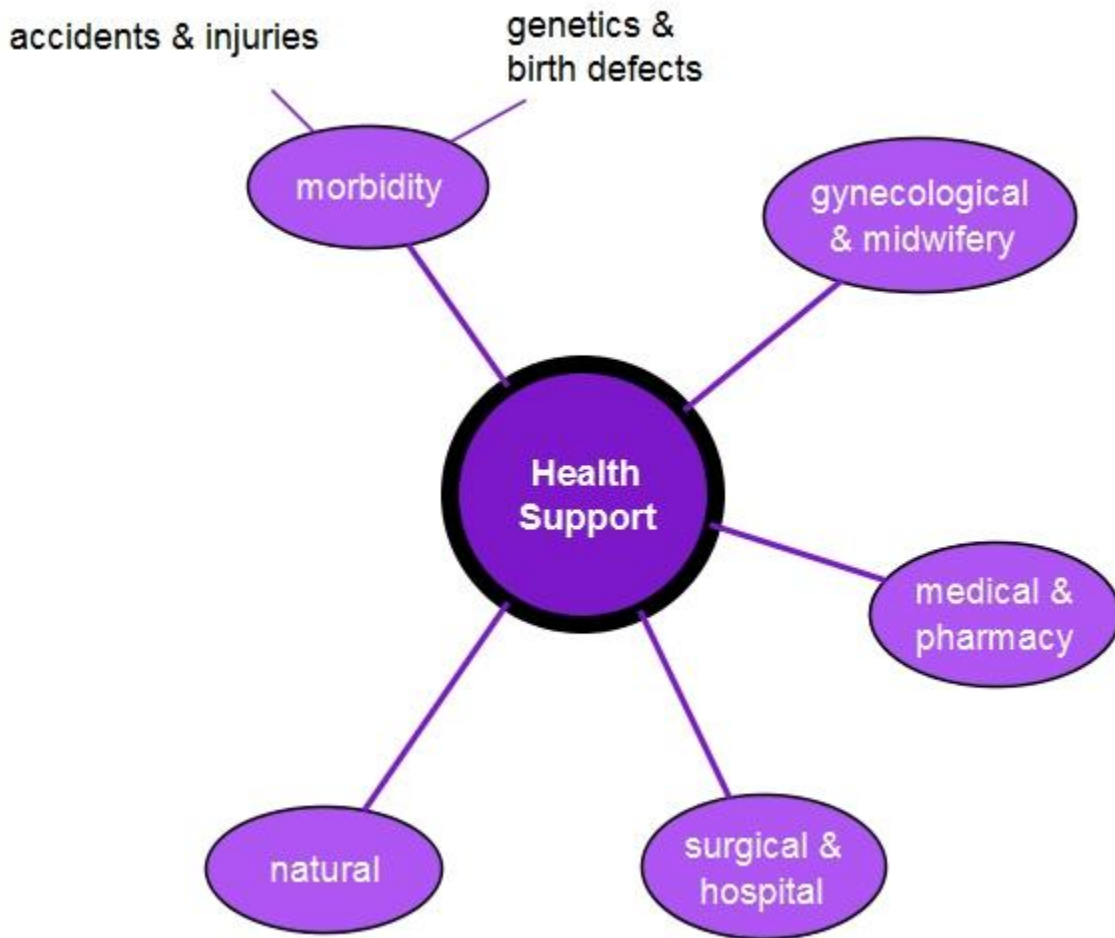 accidents & injuries
genetics &
birth defects
morbidity
gynecological
& midwifery
Health
Support
medical &
pharmacy
natural
surgical &
hospital